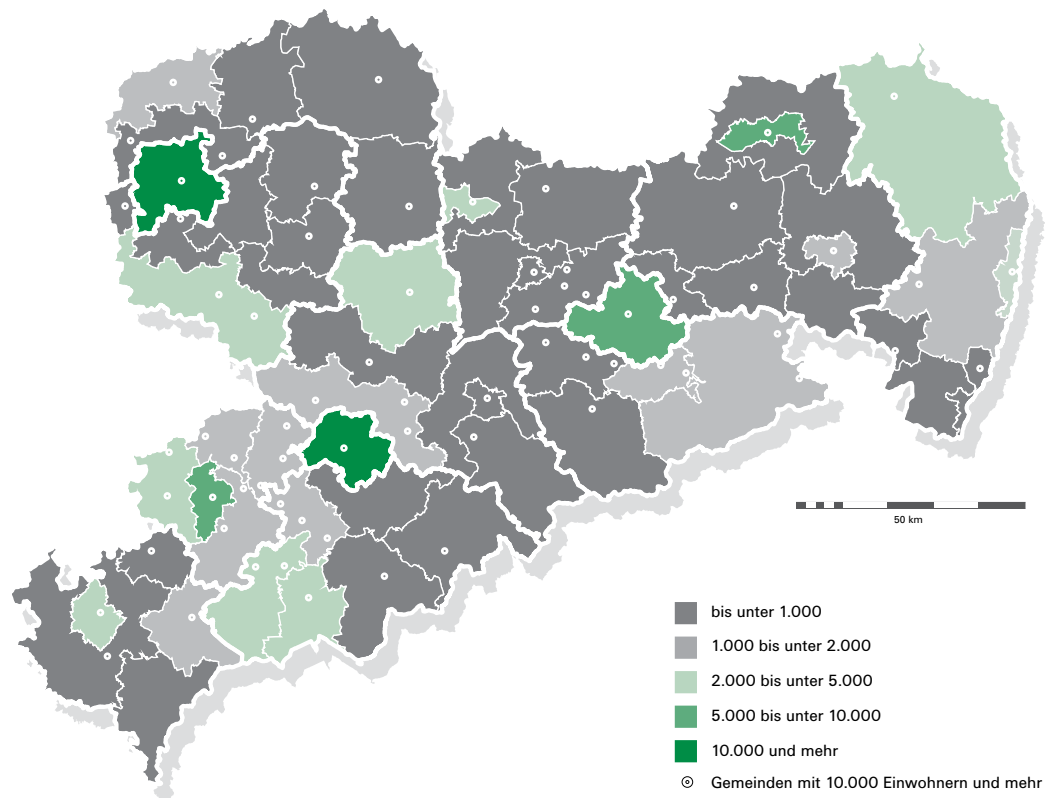 50 km
bis unter 1.000
1.000 bis unter 2.000
2.000 bis unter 5.000
5.000 bis unter 10.000
10.000 und mehr
Gemeinden mit 10.000 Einwohnern und mehr